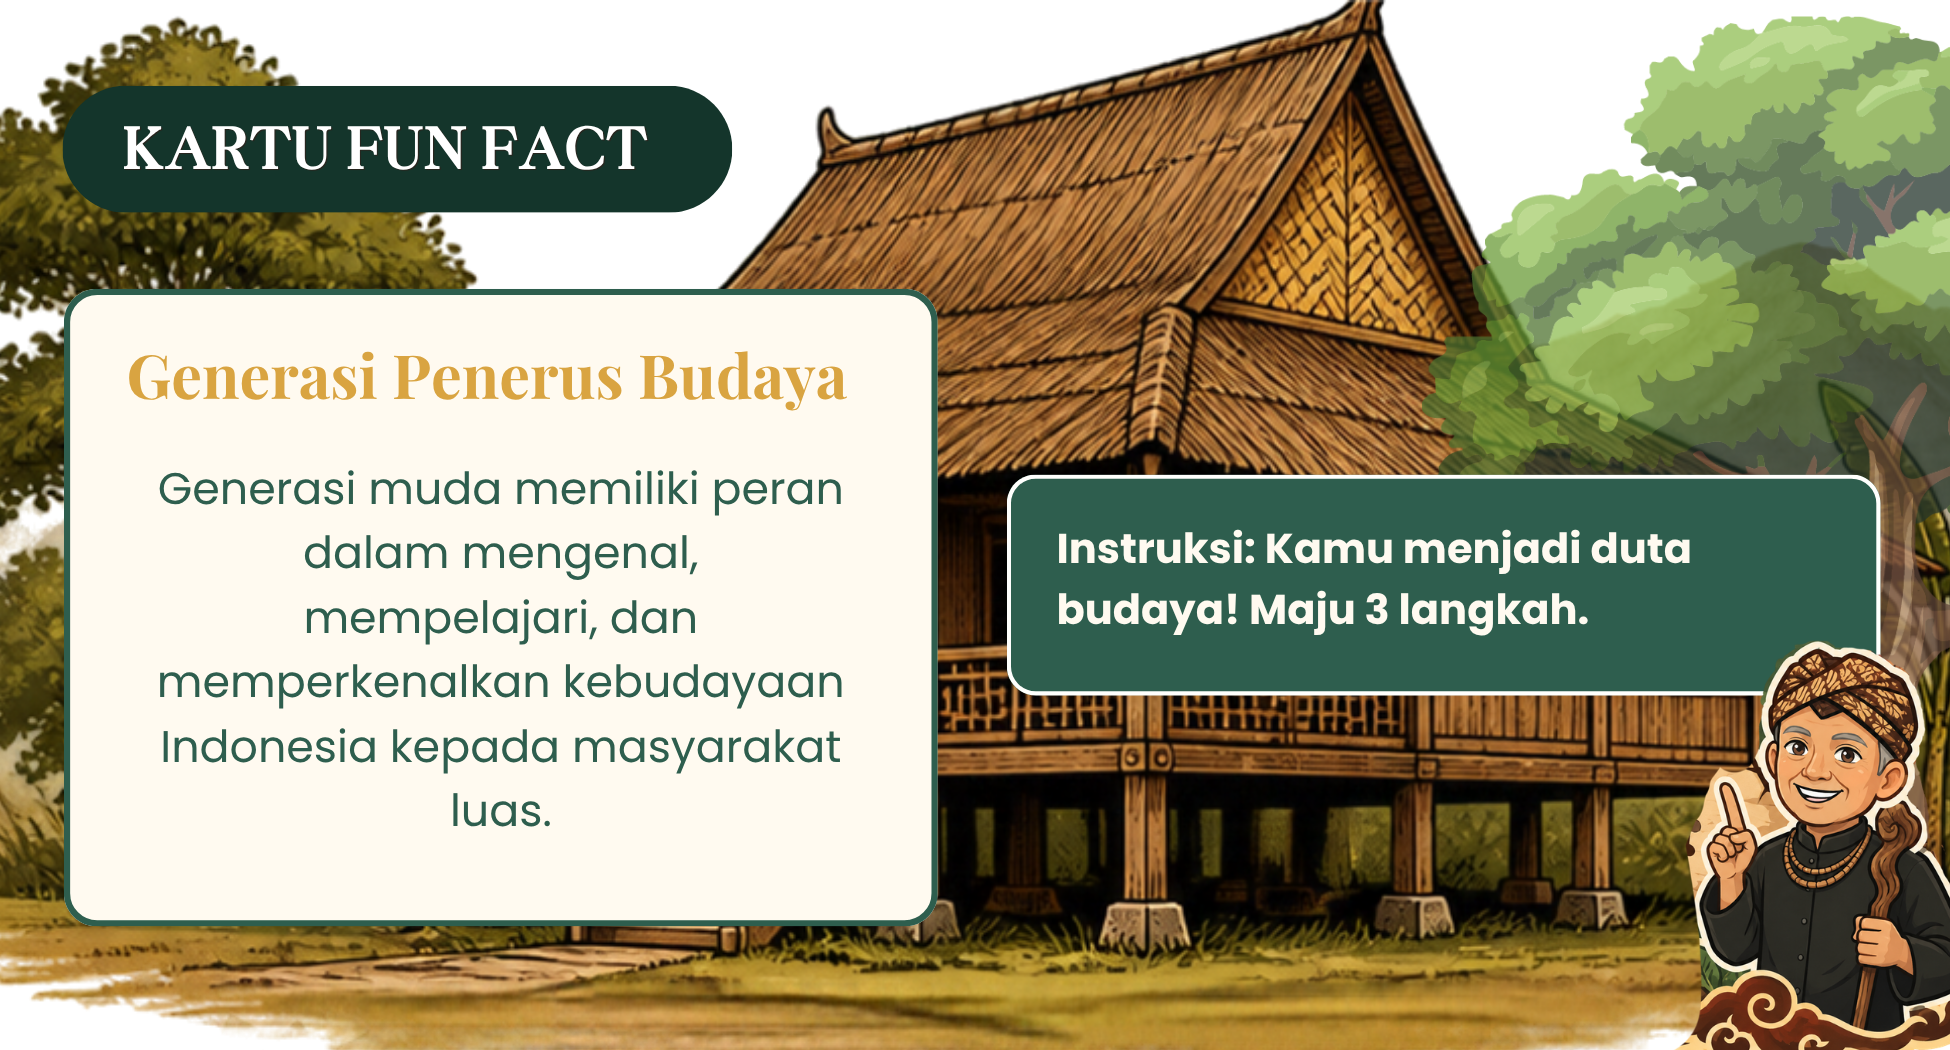 KARTU FUN FACT
Generasi Penerus Budaya
Generasi muda memiliki peran
dalam mengenal,
mempelajari, dan
memperkenalkan kebudayaan
Indonesia kepada masyarakat
luas.
Instruksi: Kamu menjadi duta
budaya! Maju 3 langkah.